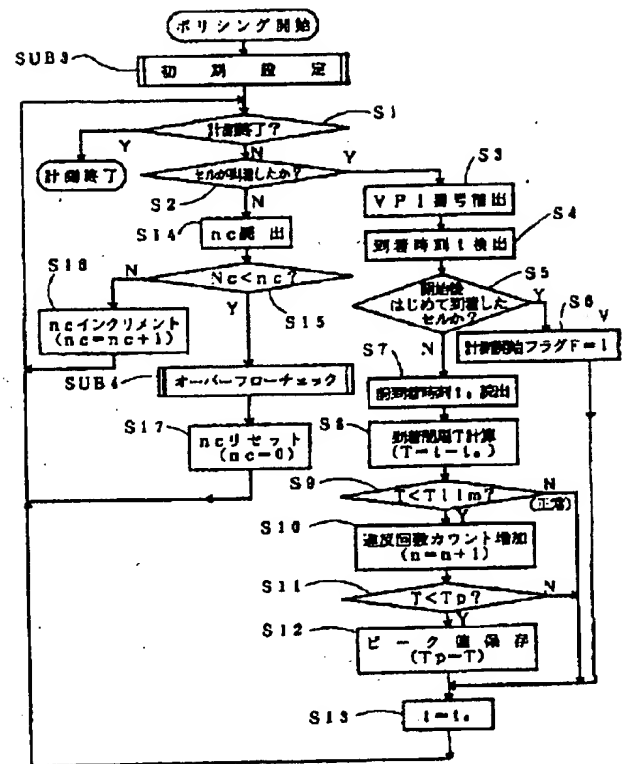 ポリシング開始
SUB3
初期設定
S1
計測終了?
Y
N
計測終了
S2
セルが到着したか?
Y
N
S3
VPI番号抽出
S14
nc読出
S4
到着時刻t検出
S16
N
Nc<nc?
S15
Y
S5
開始後
はじめて到着した
セルか?
Y
N
S6
計測開始フラグF=1
ncインクリメント
(nc=nc+1)
SUB4
オーバーフローチェック
S7
前到着時刻t。読出
S17
ncリセット
(nc=0)
S8
到着間隔T計算
(T=t-t。)
S9
T<Tlim?
N
(正常)
Y
S10
違反回数カウント増加
(n=n+1)
S11
T<Tp?
N
Y
S12
ピーク値保存
(Tp=T)
S13
t=t。